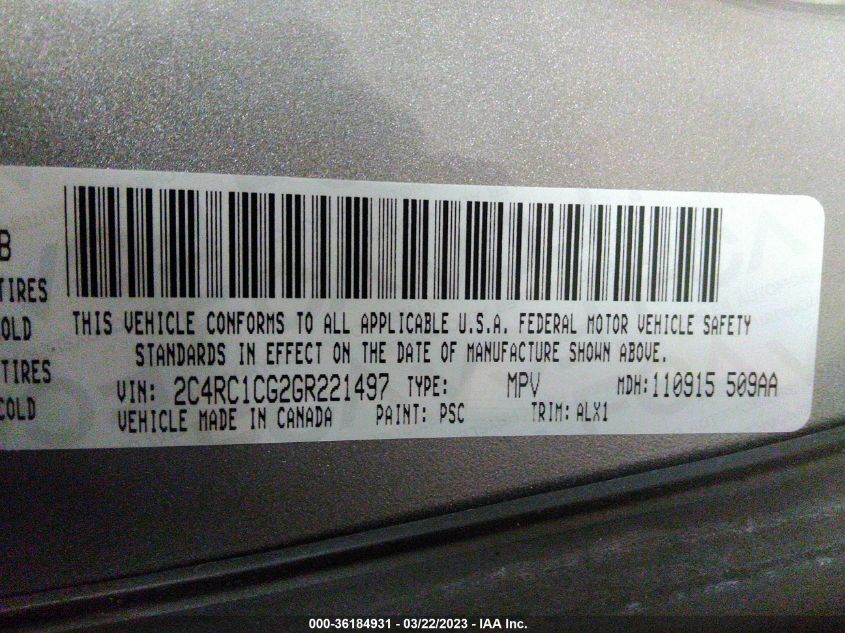 B
TIRES
COLD
THIS VEHICLE CONFORMS TO ALL APPLICABLE U.S.A. FEDERAL MOTOR VEHICLE SAFETY
STANDARDS IN EFFECT ON THE DATE OF MANUFACTURE SHOWN ABOVE.
TIRES
COLD
VIN: 2C4RC1CG2GR221497 TYPE: MPV MDH: 110915 509AA
VEHICLE MADE IN CANADA PAINT: PSC TRIM: ALX1
000-36184931 - 03/22/2023 - IAA Inc.